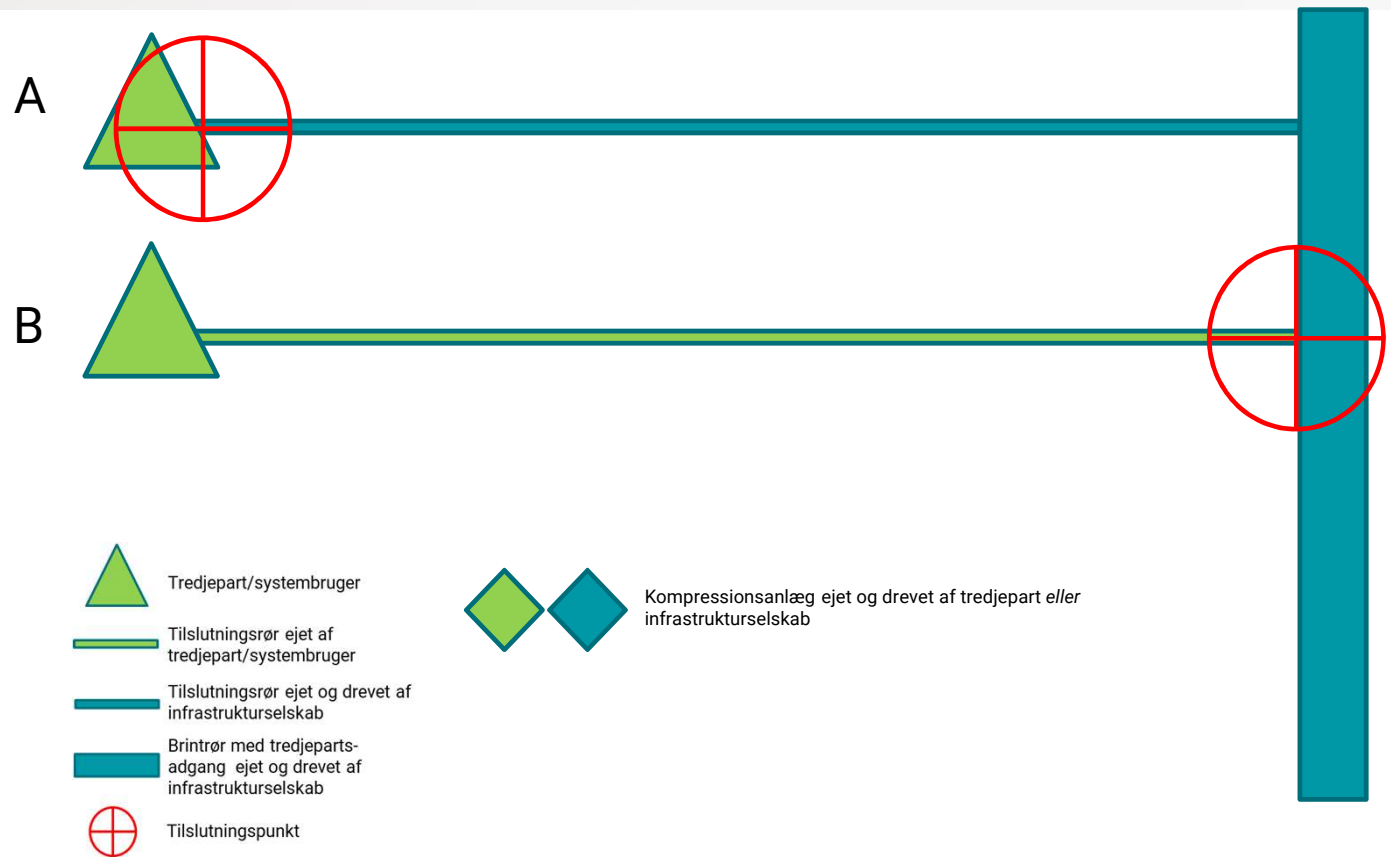 A
B
Tredjepart/systembruger
Tilslutningsrør ejet af
tredjepart/systembruger
Tilslutningsrør ejet og drevet af
infrastrukturselskab
Brintrør med tredjeparts-
adgang ejet og drevet af
infrastrukturselskab
Tilslutningspunkt
Kompressionsanlæg ejet og drevet af tredjepart eller
infrastrukturselskab